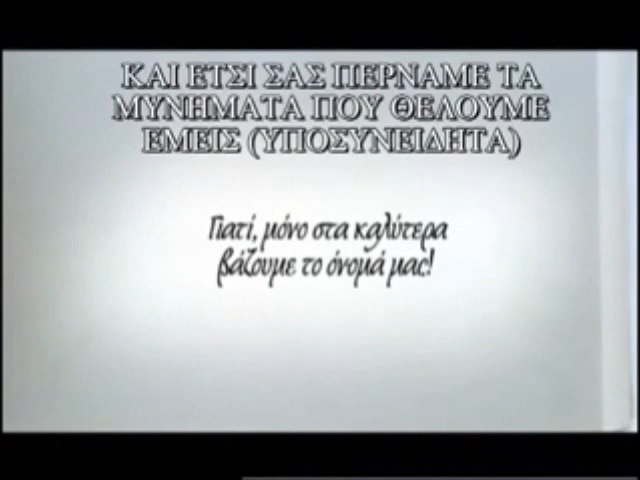 ΚΑΙ ΕΤΣΙ ΣΑΣ ΠΕΡΝΑΜΕ ΤΑ
ΜΥΝΗΜΑΤΑ ΠΟΥ ΘΕΛΟΥΜΕ
ΕΜΕΙΣ (ΥΠΟΣΥΝΕΙΔΗΤΑ)
Γιατί, μόνο στα καλύτερα
βάζουμε το όνομά μας!